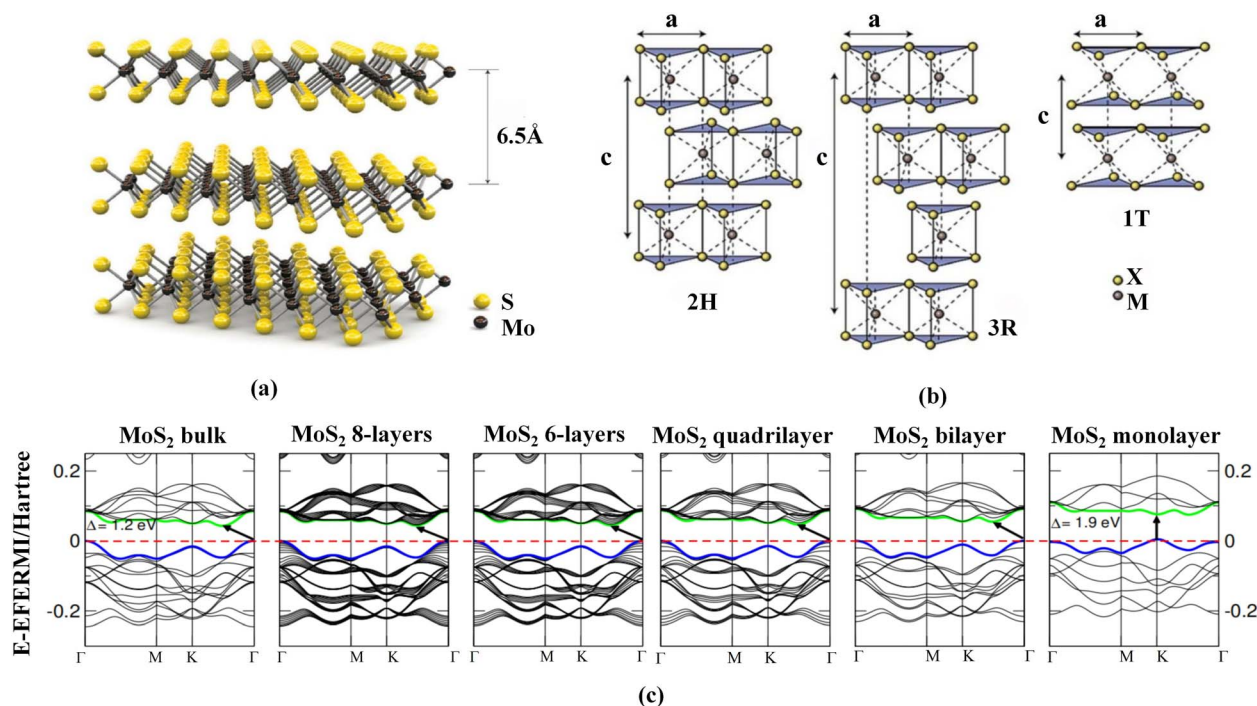 6.5Å
S
Mo
(a)
a
c
2H
a
c
3R
a
c
1T
X
M
(b)
MoS₂ bulk
MoS₂ 8-layers
MoS₂ 6-layers
MoS₂ quadrilayer
MoS₂ bilayer
MoS₂ monolayer
E-EFERMI/Hartree
0.2
0
-0.2
Δ= 1.2 eV
Δ= 1.9 eV
0.2
0
-0.2
Γ M K Γ
Γ M K Γ
Γ M K Γ
Γ M K Γ
Γ M K Γ
Γ M K Γ
(c)